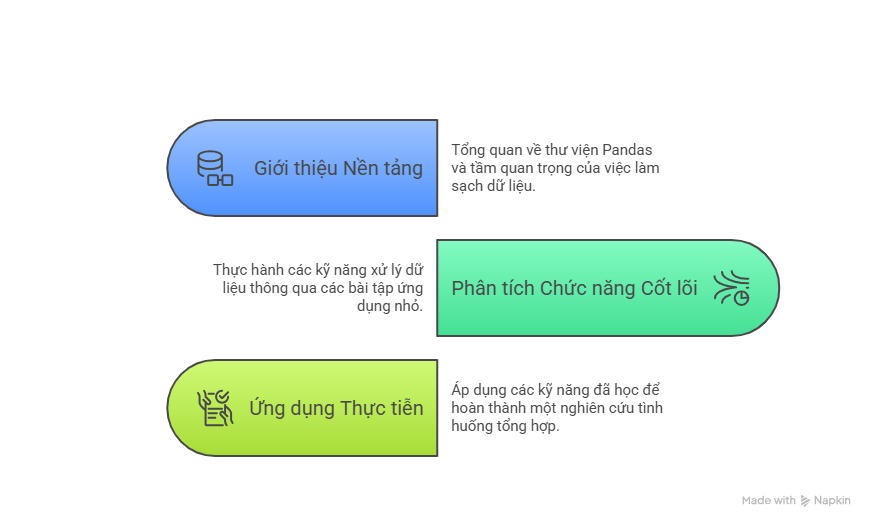 Giới thiệu Nền tảng
Tổng quan về thư viện Pandas
và tầm quan trọng của việc làm
sạch dữ liệu.
Thực hành các kỹ năng xử lý dữ
liệu thông qua các bài tập ứng
dụng nhỏ.
Phân tích Chức năng Cốt lõi
Ứng dụng Thực tiễn
Áp dụng các kỹ năng đã học để
hoàn thành một nghiên cứu tình
huống tổng hợp.
Made with Napkin